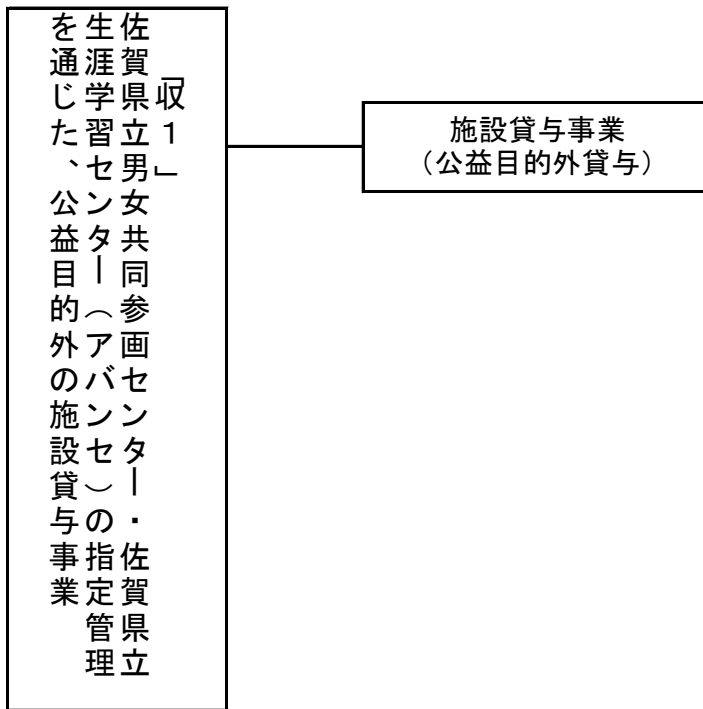 「収１」
佐賀県立男女共同参画センター・佐賀県立
生涯学習センター（アバンセ）の指定管理
を通じた、公益目的外の施設貸与事業
施設貸与事業
（公益目的外貸与）